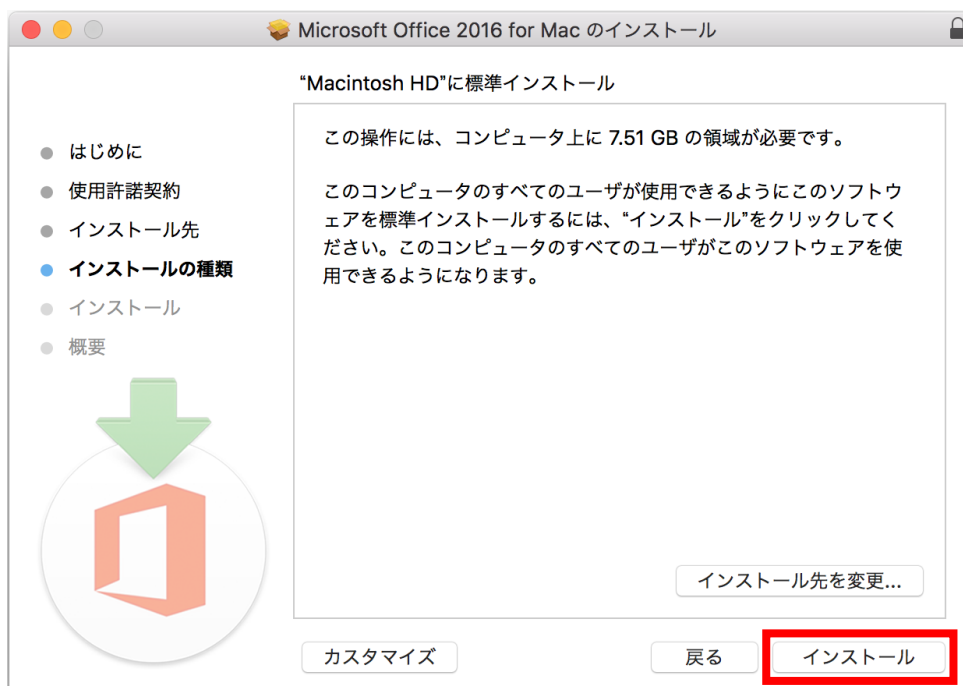 Microsoft Office 2016 for Mac のインストール
“Macintosh HD”に標準インストール
はじめに
使用許諾契約
インストール先
インストールの種類
インストール
概要
この操作には、コンピュータ上に 7.51 GB の領域が必要です。
このコンピュータのすべてのユーザが使用できるようにこのソフトウ
ェアを標準インストールするには、“インストール”をクリックしてく
ださい。このコンピュータのすべてのユーザがこのソフトウェアを使
用できるようになります。
インストール先を変更...
カスタマイズ
戻る
インストール